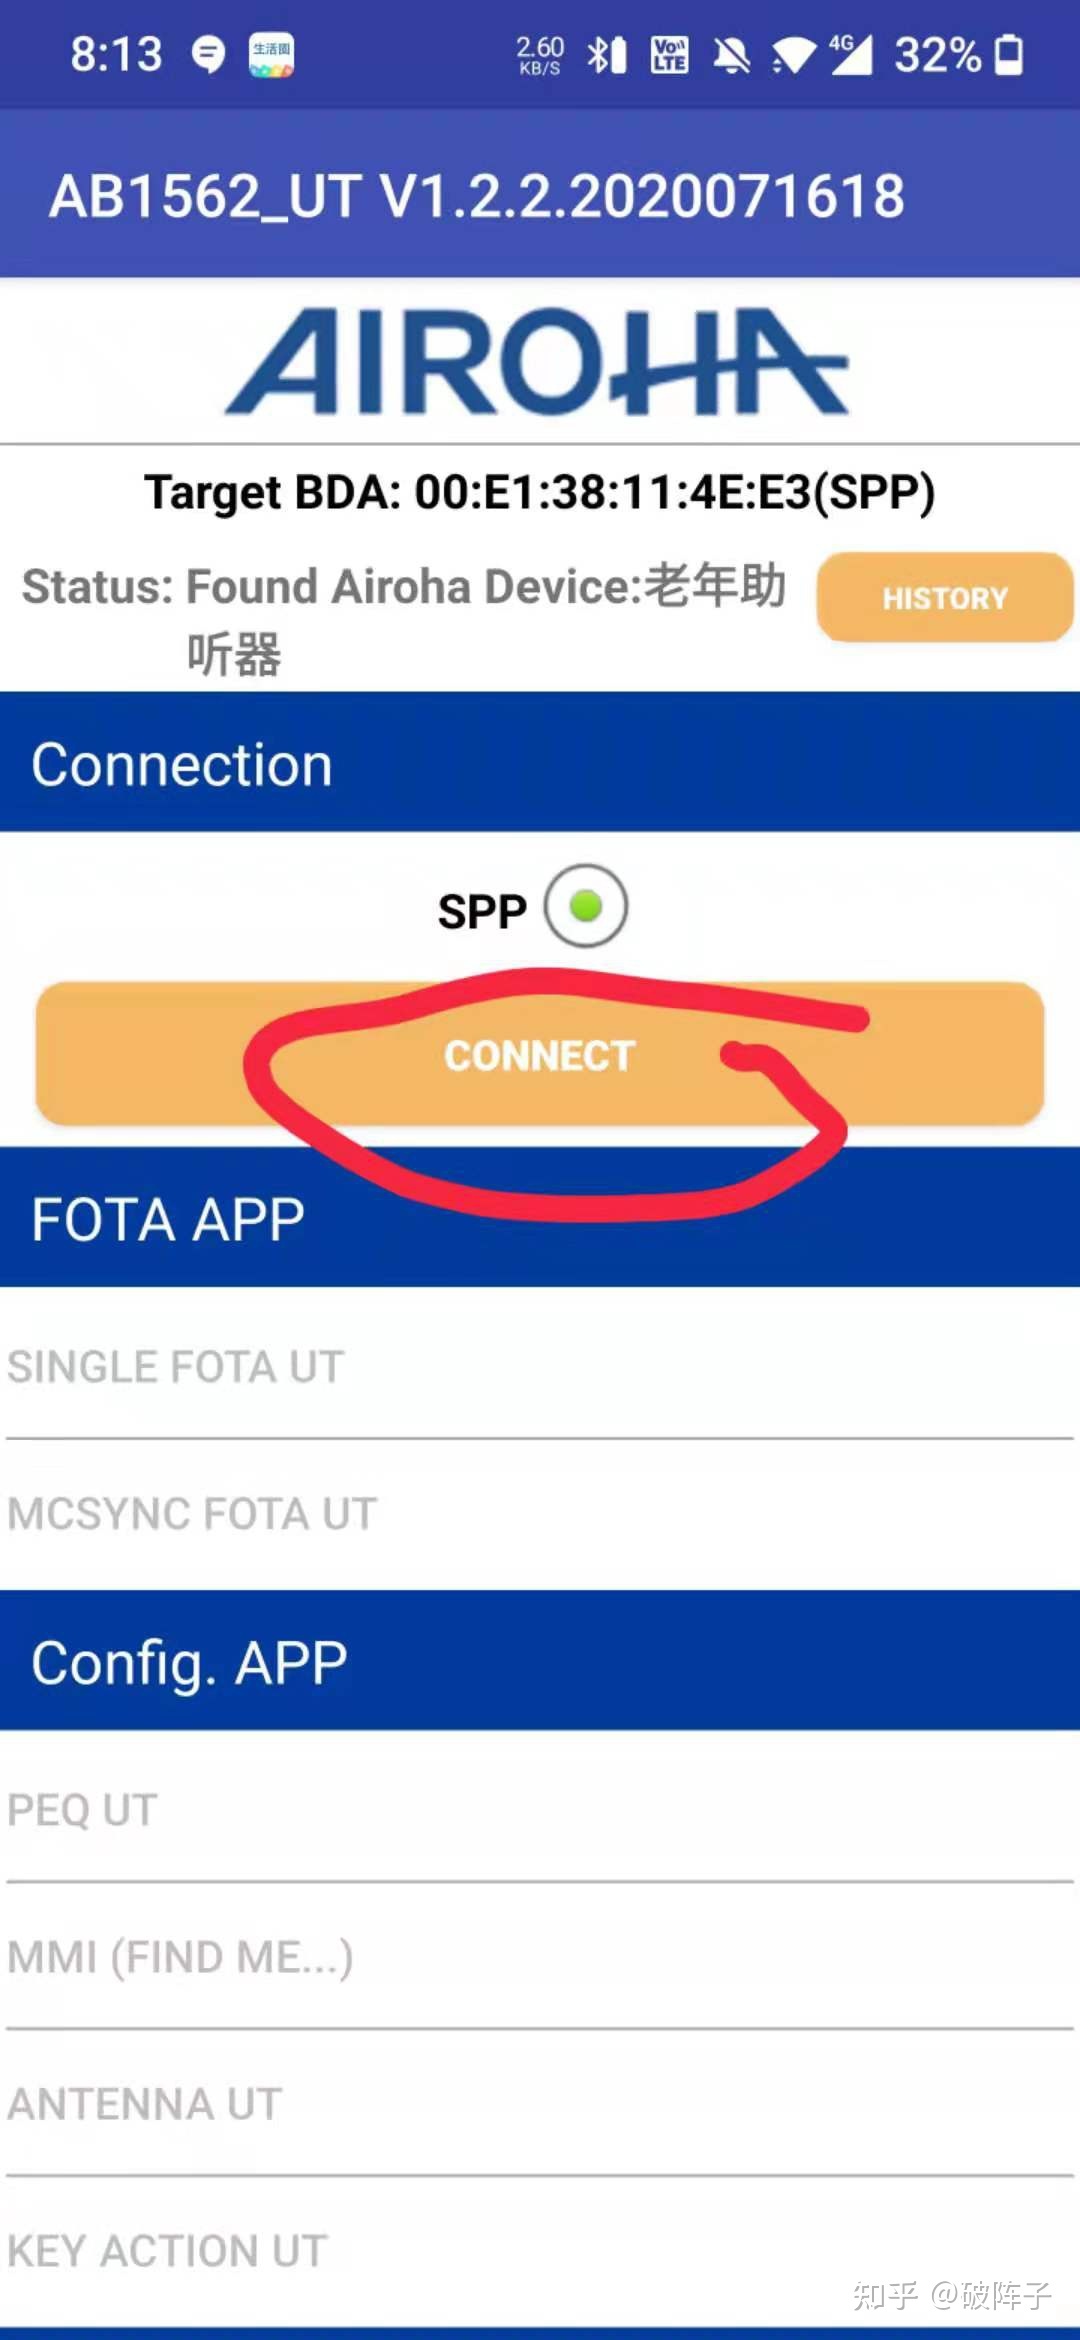 8:13
生活圈
2.60
KB/S
VoLTE
4G
32%
AB1562_UT V1.2.2.2020071618
AIROHA
Target BDA: 00:E1:38:11:4E:E3(SPP)
Status: Found Airoha Device:老年助
听器
HISTORY
Connection
SPP
CONNECT
FOTA APP
SINGLE FOTA UT
MCSYNC FOTA UT
Config. APP
PEQ UT
MMI (FIND ME...)
ANTENNA UT
KEY ACTION UT
知乎 @破阵子